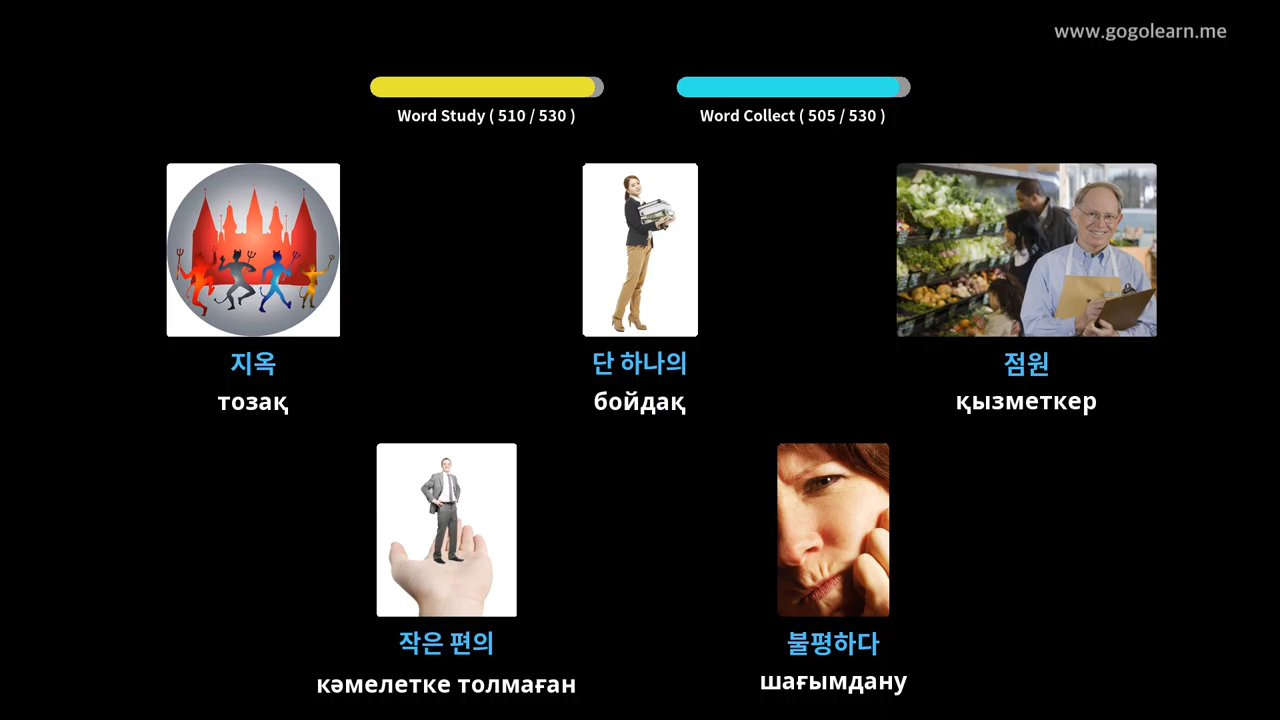 www.gogolearn.me
Word Study ( 510 / 530 )
Word Collect ( 505 / 530 )
지옥
тозақ
단 하나의
бойдақ
점원
қызметкер
작은 편의
кәмелетке толмаған
불평하다
шағымдану